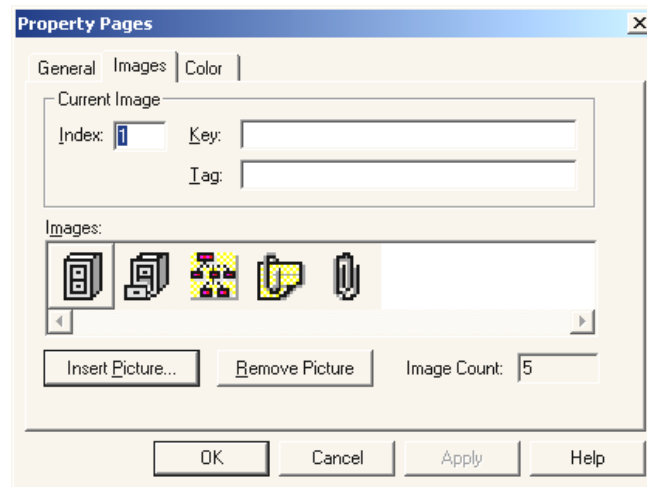 Property Pages
General Images Color
Current Image
Index: 1 Key:
Tag:
Images:
Insert Picture... Remove Picture Image Count: 5
OK Cancel Apply Help